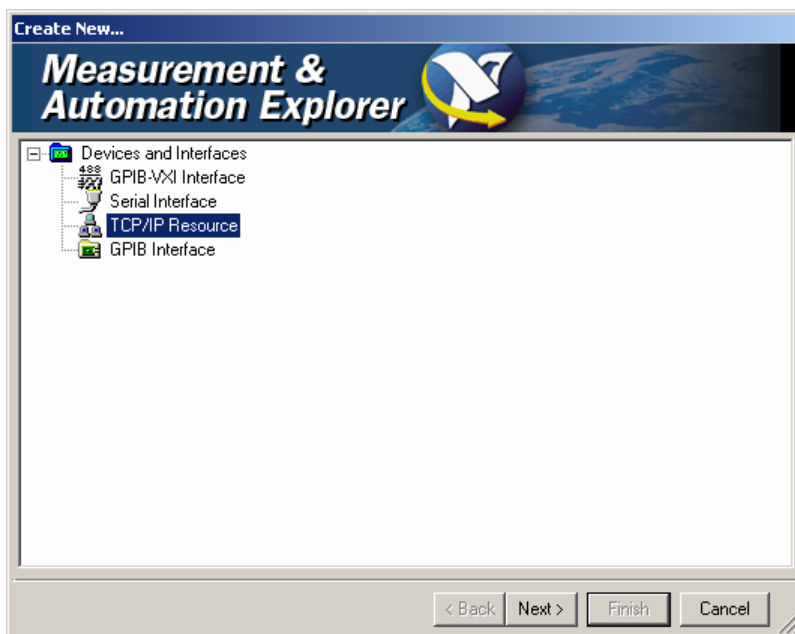 Create New...
Measurement &
Automation Explorer
Devices and Interfaces
488
GPIB-VXI Interface
Serial Interface
TCP/IP Resource
GPIB Interface
< Back
Next >
Finish
Cancel